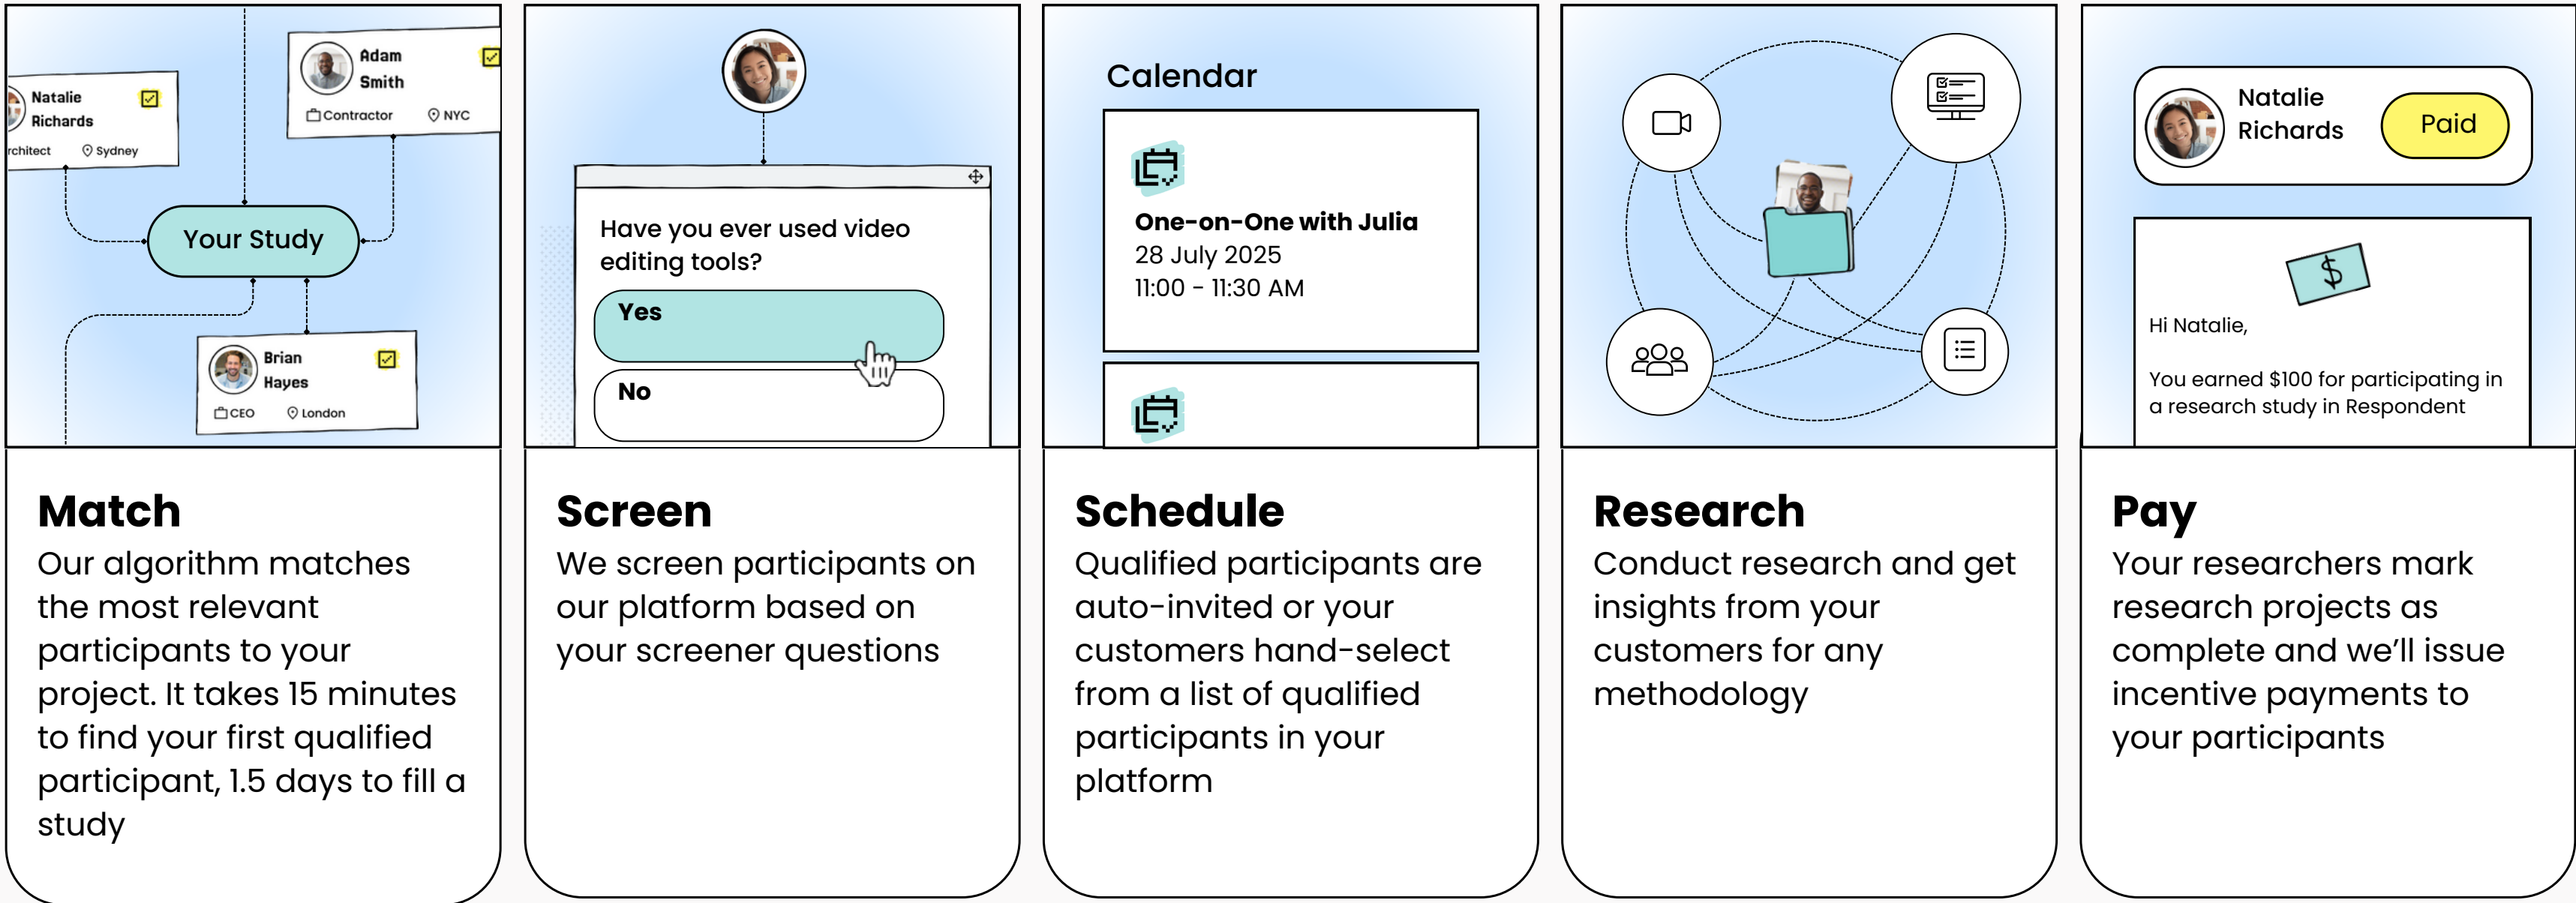 Adam
Smith
Contractor
NYC
Natalie
Richards
rchitect
Sydney
Your Study
Brian
Hayes
CEO
London
Match
Our algorithm matches
the most relevant
participants to your
project. It takes 15 minutes
to find your first qualified
participant, 1.5 days to fill a
study
Have you ever used video
editing tools?
Yes
No
Screen
We screen participants on
our platform based on
your screener questions
Calendar
One-on-One with Julia
28 July 2025
11:00 - 11:30 AM
Schedule
Qualified participants are
auto-invited or your
customers hand-select
from a list of qualified
participants in your
platform
Research
Conduct research and get
insights from your
customers for any
methodology
Natalie
Richards
Paid
$
Hi Natalie,
You earned $100 for participating in
a research study in Respondent
Pay
Your researchers mark
research projects as
complete and we’ll issue
incentive payments to
your participants